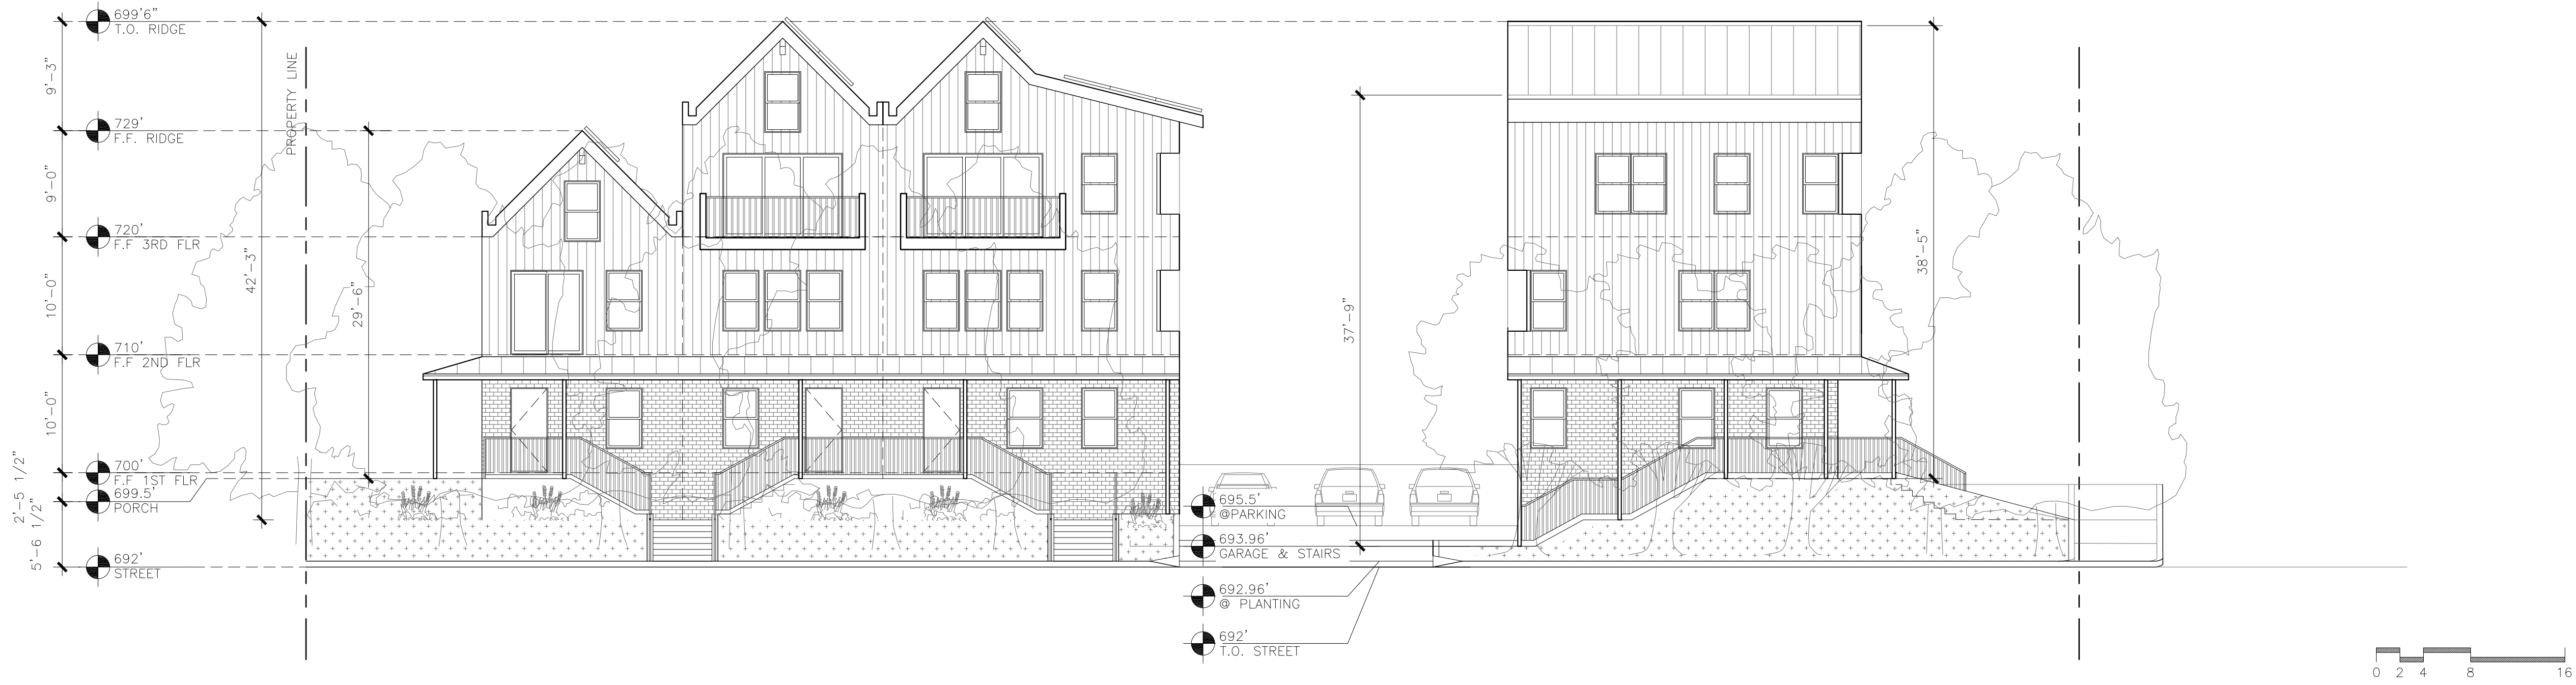 699'6"
T.O. RIDGE
9'-3"
729'
F.F. RIDGE
9'-0"
720'
F.F 3RD FLR
10'-0"
710'
F.F 2ND FLR
10'-0"
700'
F.F 1ST FLR
2'-5 1/2"
699.5'
PORCH
5'-6 1/2"
692'
STREET
42'-3"
PROPERTY LINE
29'-6"
695.5'
@PARKING
693.96'
GARAGE & STAIRS
692.96'
@ PLANTING
692'
T.O. STREET
37'-9"
38'-5"
0 2 4 8 16